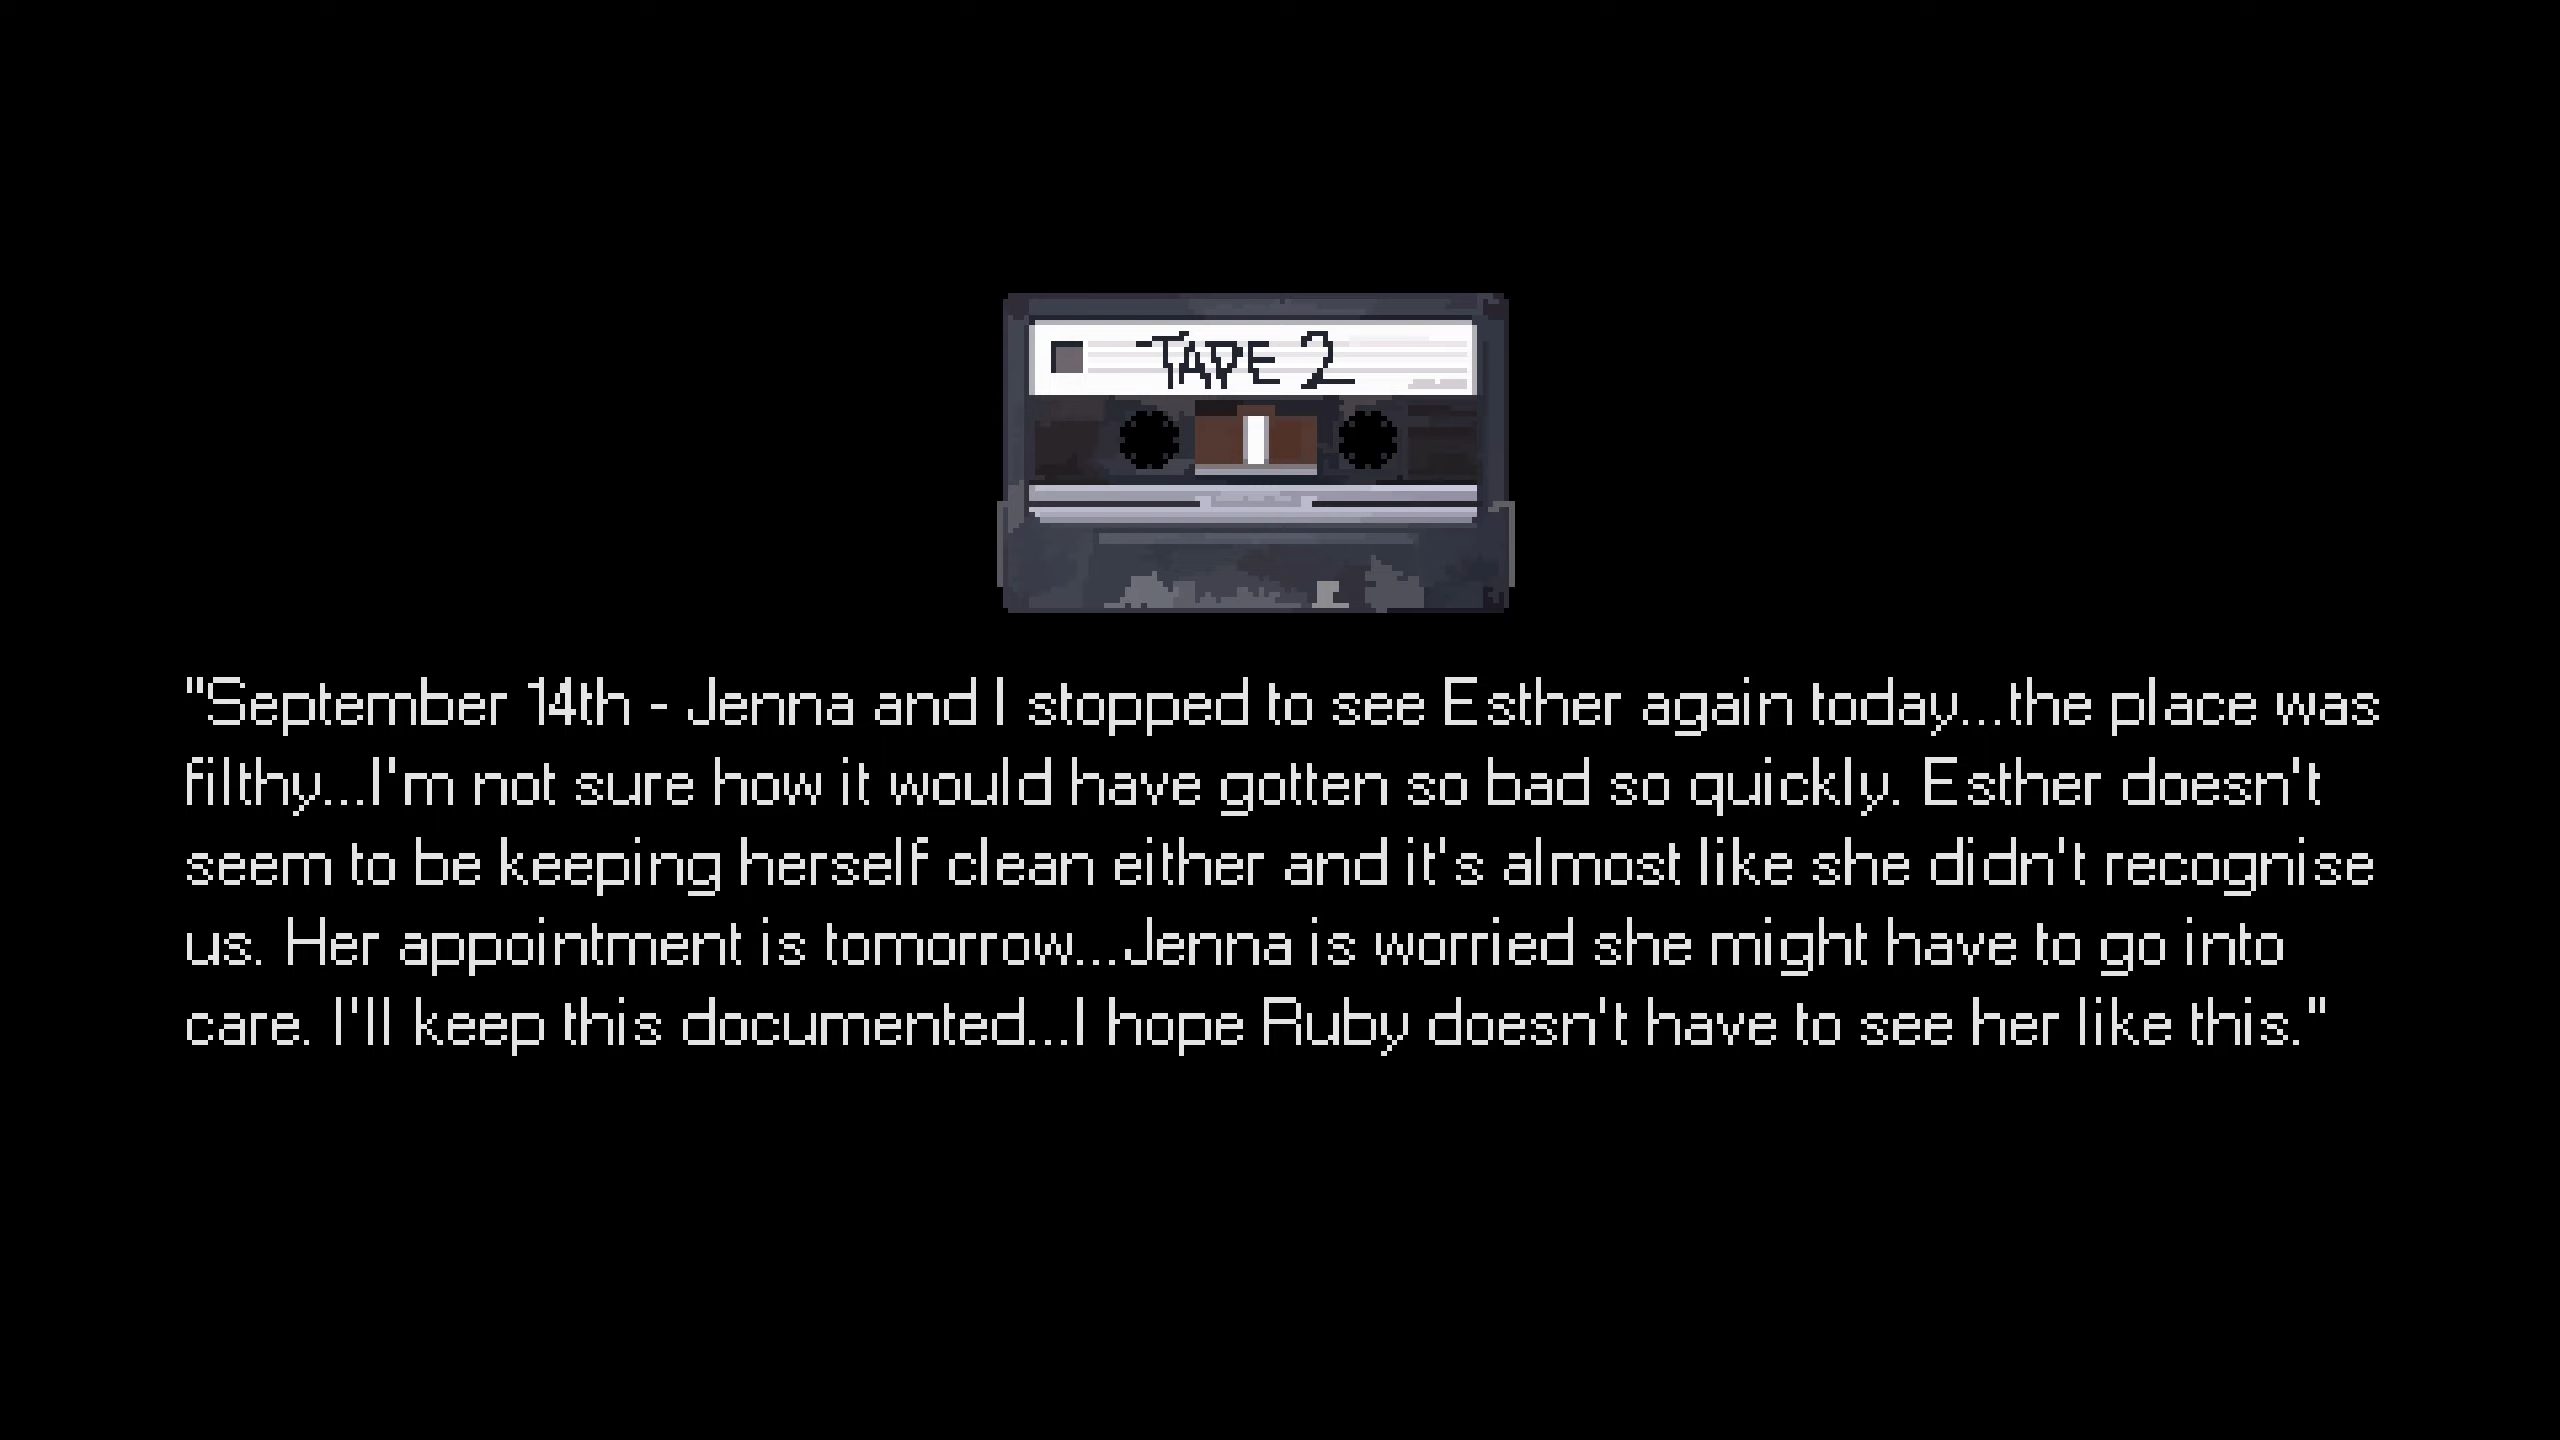 TAPE 2
"September 14th - Jenna and I stopped to see Esther again today...the place was
filthy...I'm not sure how it would have gotten so bad so quickly. Esther doesn't
seem to be keeping herself clean either and it's almost like she didn't recognise
us. Her appointment is tomorrow...Jenna is worried she might have to go into
care. I'll keep this documented...I hope Ruby doesn't have to see her like this."